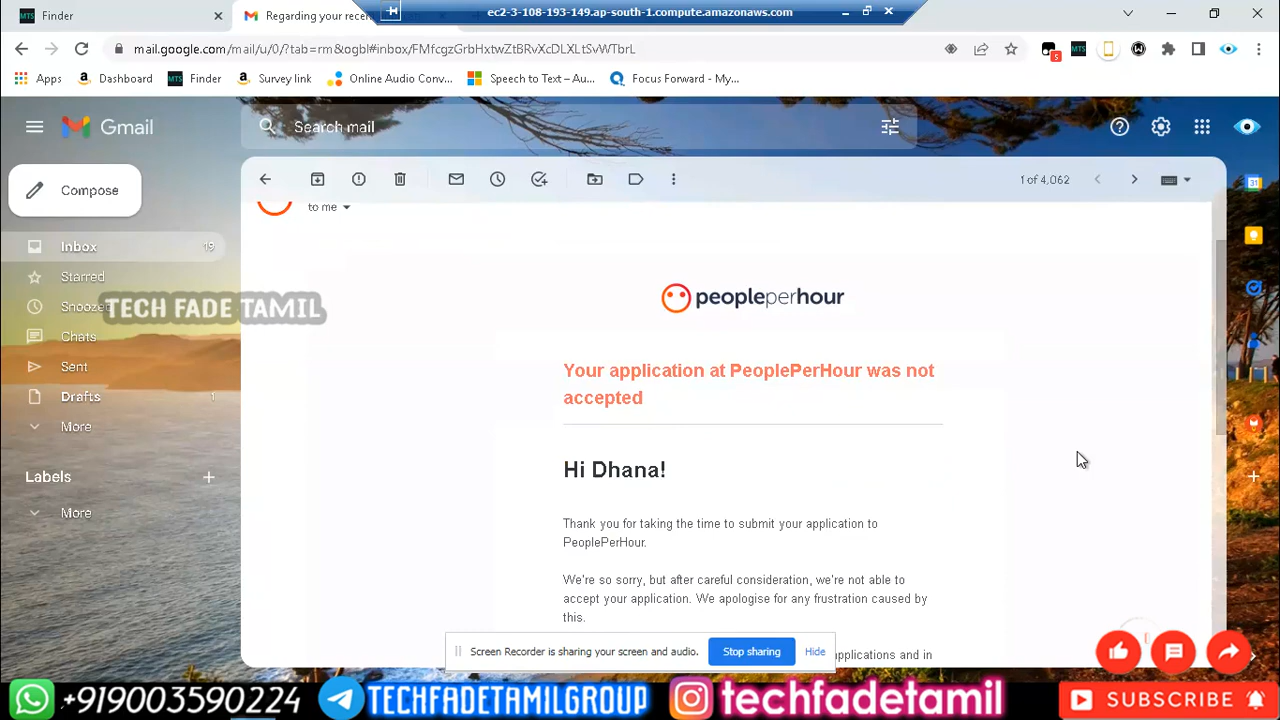 Finder
Regarding your recen
ec2-3-108-193-149.ap-south-1.compute.amazonaws.com
mail.google.com/mail/u/0/?tab=rm&ogbl#inbox/FMfcgzGrbHxtwZtBRvXcDLXLtSvWTbrL
Apps
Dashboard
MTS Finder
Survey link
Online Audio Conv...
Speech to Text – Au...
Focus Forward - My...
Gmail
Search mail
Compose
1 of 4,062
to me
Inbox 19
Starred
Snooze
Chats
Sent
Drafts 1
More
Labels
More
TECH FADE TAMIL
peopleperhour
Your application at PeoplePerHour was not
accepted
Hi Dhana!
Thank you for taking the time to submit your application to
PeoplePerHour.
We're so sorry, but after careful consideration, we're not able to
accept your application. We apologise for any frustration caused by
this.
applications and in
Screen Recorder is sharing your screen and audio.
Stop sharing
Hide
+919003590224
TECHFADETAMILGROUP
techfadetamil
SUBSCRIBE